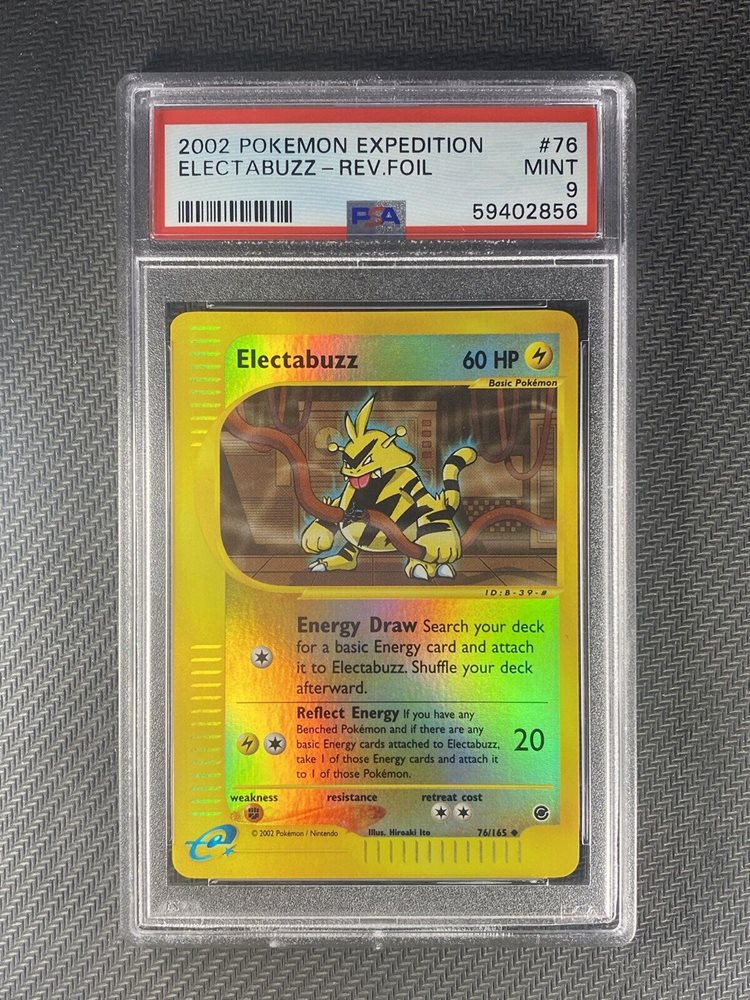 2002 POKEMON EXPEDITION #76
ELECTABUZZ - REV.FOIL MINT
9
PSA 59402856
Electabuzz 60 HP
Basic Pokémon
ID:B-39-#
Energy Draw Search your deck
for a basic Energy card and attach
it to Electabuzz. Shuffle your deck
afterward.
Reflect Energy If you have any
Benched Pokémon and if there are any
basic Energy cards attached to Electabuzz,
take 1 of those Energy cards and attach it
to 1 of those Pokémon.
20
weakness resistance retreat cost
e
© 2002 Pokémon / Nintendo Illus. Hiroaki Ito 76/165